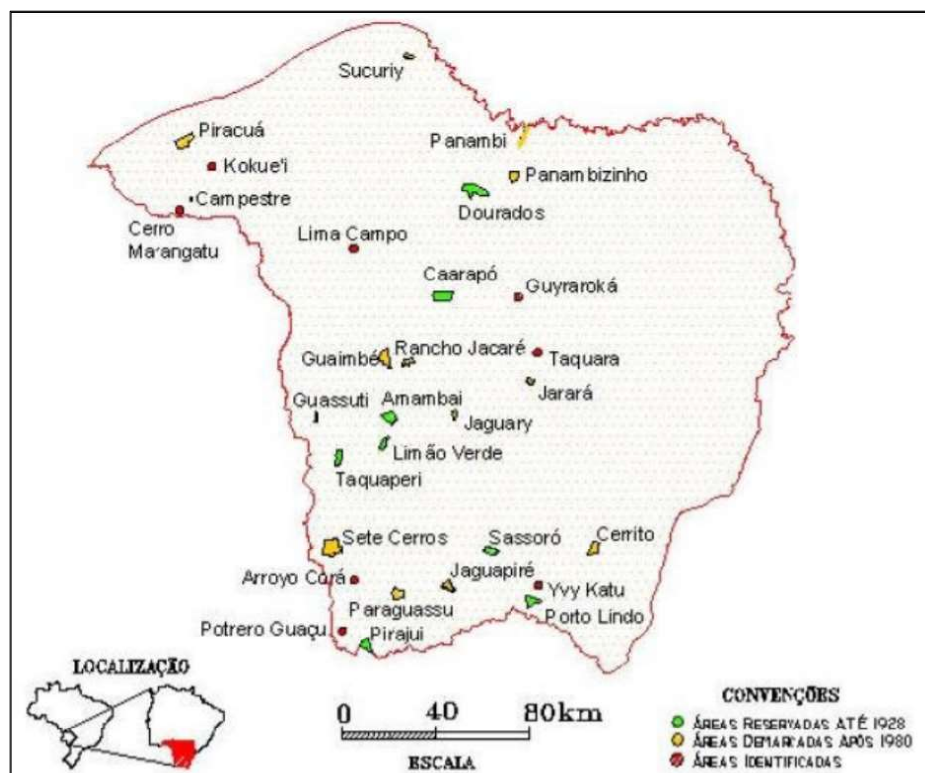 Sucuriy
Piracuá
Panambi
Kokue'i
Panambizinho
Campestre
Dourados
Cerro
Marangatu
Lima Campo
Caarapó
Guyraroká
Guaimbé
Rancho Jacaré
Taquara
Jarará
Guassuti
Amambai
Jaguary
Limão Verde
Taquaperi
Sete Cerros
Sassoró
Cerrito
Arroyo Corá
Jaguapiré
Yvy Katu
Paraguassu
Porto Lindo
Potrero Guaçu
Pirajui
LOCALIZAÇÃO
0 40 80km
ESCALA
CONVENÇÕES
ÁREAS RESERVADAS ATÉ 1928
ÁREAS DEMARCADAS APÓS 1980
ÁREAS IDENTIFICADAS